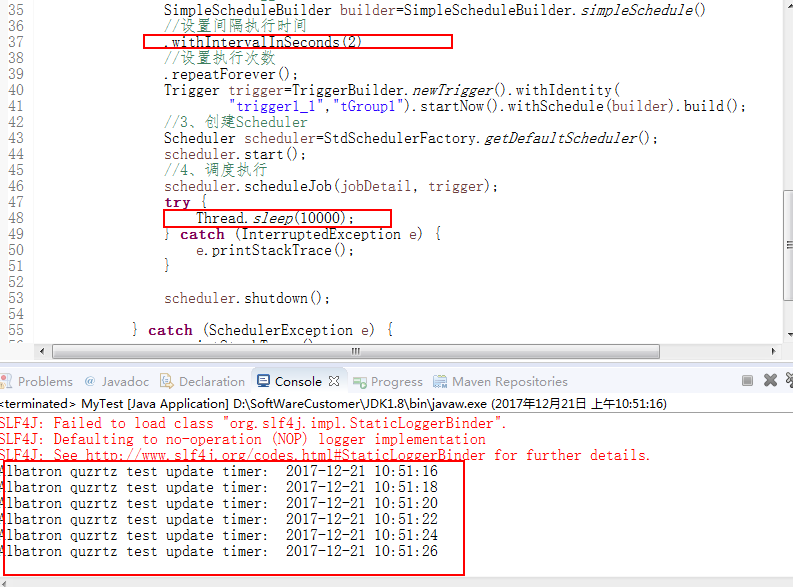 35 SimpleScheduleBuilder builder=SimpleScheduleBuilder.simpleSchedule()
36 //设置间隔执行时间
37 .withIntervalInSeconds(2)
38 //设置执行次数
39 .repeatForever();
40 Trigger trigger=TriggerBuilder.newTrigger().withIdentity(
41 "trigger1_1","tGroup1").startNow().withSchedule(builder).build();
42 //3、创建Scheduler
43 Scheduler scheduler=StdSchedulerFactory.getDefaultScheduler();
44 scheduler.start();
45 //4、调度执行
46 scheduler.scheduleJob(jobDetail, trigger);
47 try {
48 Thread.sleep(10000);
49 } catch (InterruptedException e) {
50 e.printStackTrace();
51 }
52
53 scheduler.shutdown();
54
55 } catch (SchedulerException e) {
Problems @ Javadoc Declaration Console Progress Maven Repositories
<terminated> MyTest [Java Application] D:\SoftWareCustomer\JDK1.8\bin\javaw.exe (2017年12月21日 上午10:51:16)
SLF4J: Failed to load class "org.slf4j.impl.StaticLoggerBinder".
SLF4J: Defaulting to no-operation (NOP) logger implementation
SLF4J: See http://www.slf4j.org/codes.html#StaticLoggerBinder for further details.
Albatron quzrtz test update timer: 2017-12-21 10:51:16
Albatron quzrtz test update timer: 2017-12-21 10:51:18
Albatron quzrtz test update timer: 2017-12-21 10:51:20
Albatron quzrtz test update timer: 2017-12-21 10:51:22
Albatron quzrtz test update timer: 2017-12-21 10:51:24
Albatron quzrtz test update timer: 2017-12-21 10:51:26